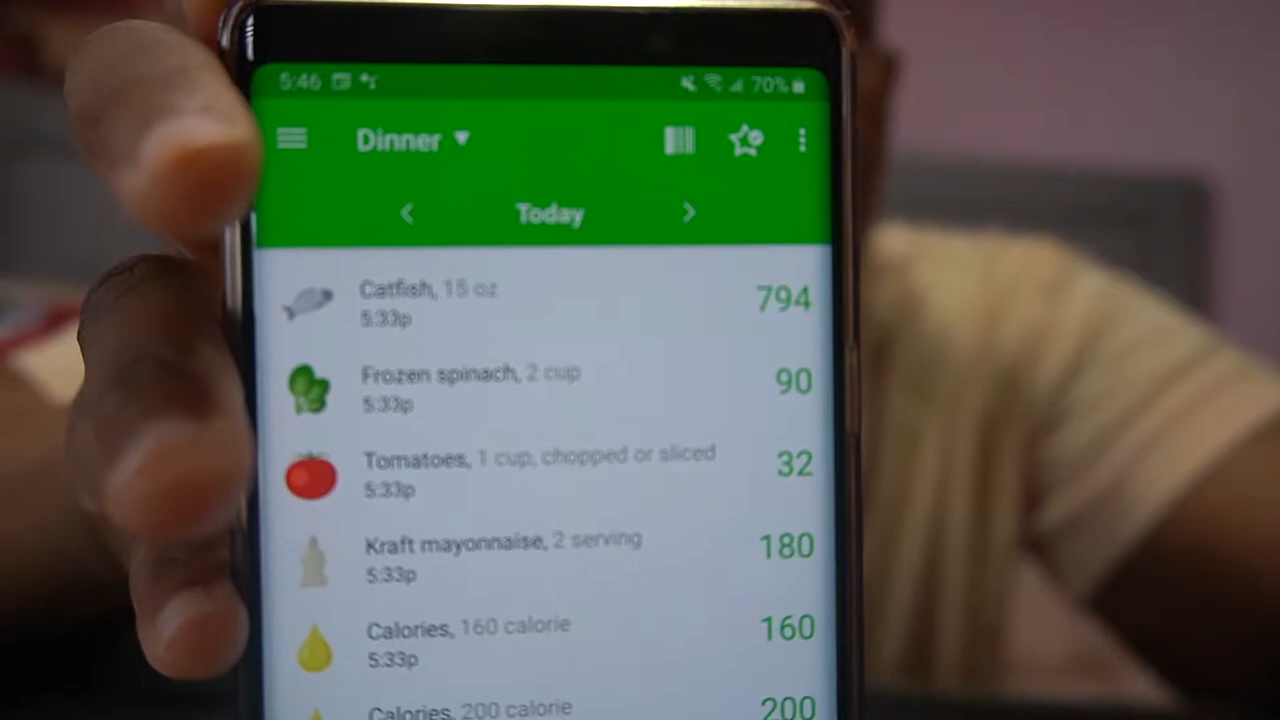 5:46 70%
Dinner
Today
Catfish, 15 oz 794
5:33p
Frozen spinach, 2 cup 90
5:33p
Tomatoes, 1 cup, chopped or sliced 32
5:33p
Kraft mayonnaise, 2 serving 180
5:33p
Calories, 160 calorie 160
5:33p
Calories, 200 calorie 200